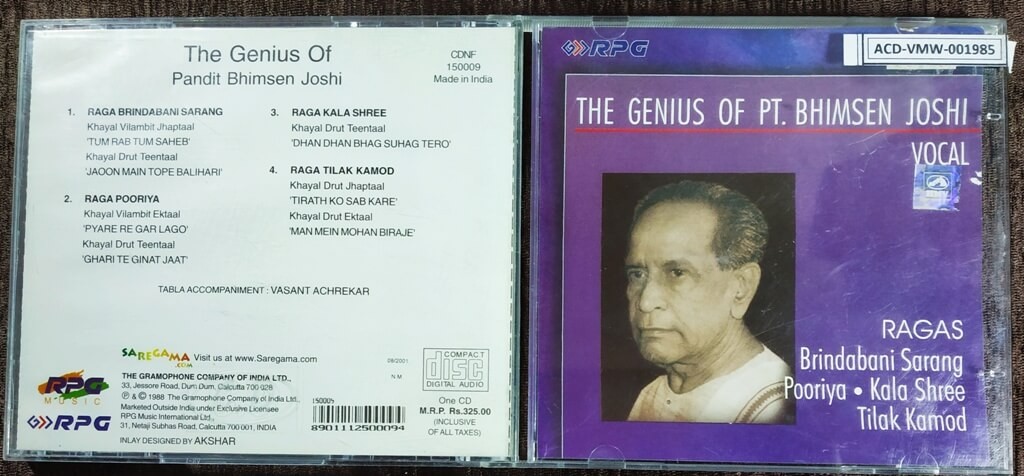 The Genius Of
Pandit Bhimsen Joshi
CDNF
150009
Made in India
1. RAGA BRINDABANI SARANG
Khayal Vilambit Jhaptaal
'TUM RAB TUM SAHEB'
Khayal Drut Teentaal
'JAOON MAIN TOPE BALIHARI'
2. RAGA POORIYA
Khayal Vilambit Ektaal
'PYARE RE GAR LAGO'
Khayal Drut Teentaal
'GHARI TE GINAT JAAT'
3. RAGA KALA SHREE
Khayal Drut Teentaal
'DHAN DHAN BHAG SUHAG TERO'
4. RAGA TILAK KAMOD
Khayal Drut Jhaptaal
'TIRATH KO SAB KARE'
Khayal Drut Ektaal
'MAN MEIN MOHAN BIRAJE'
TABLA ACCOMPANIMENT : VASANT ACHREKAR
SAREGAMA.COM Visit us at www.Saregama.com
08/2001
N.M.
RPG
MUSIC
RPG
THE GRAMOPHONE COMPANY OF INDIA LTD.,
33, Jessore Road, Dum Dum, Calcutta 700 028
℗ & © 1988 The Gramophone Company of India Ltd.
Marketed Outside India under Exclusive Licensee
RPG Music International Ltd.,
31, Netaji Subhas Road, Calcutta 700 001, INDIA
INLAY DESIGNED BY AKSHAR
150009
8901112500094
COMPACT
disc
DIGITAL AUDIO
One CD
M.R.P. Rs.325.00
(INCLUSIVE
OF ALL TAXES)
RPG
ACD-VMW-001985
THE GENIUS OF PT. BHIMSEN JOSHI
VOCAL
RAGAS
Brindabani Sarang
Pooriya • Kala Shree
Tilak Kamod